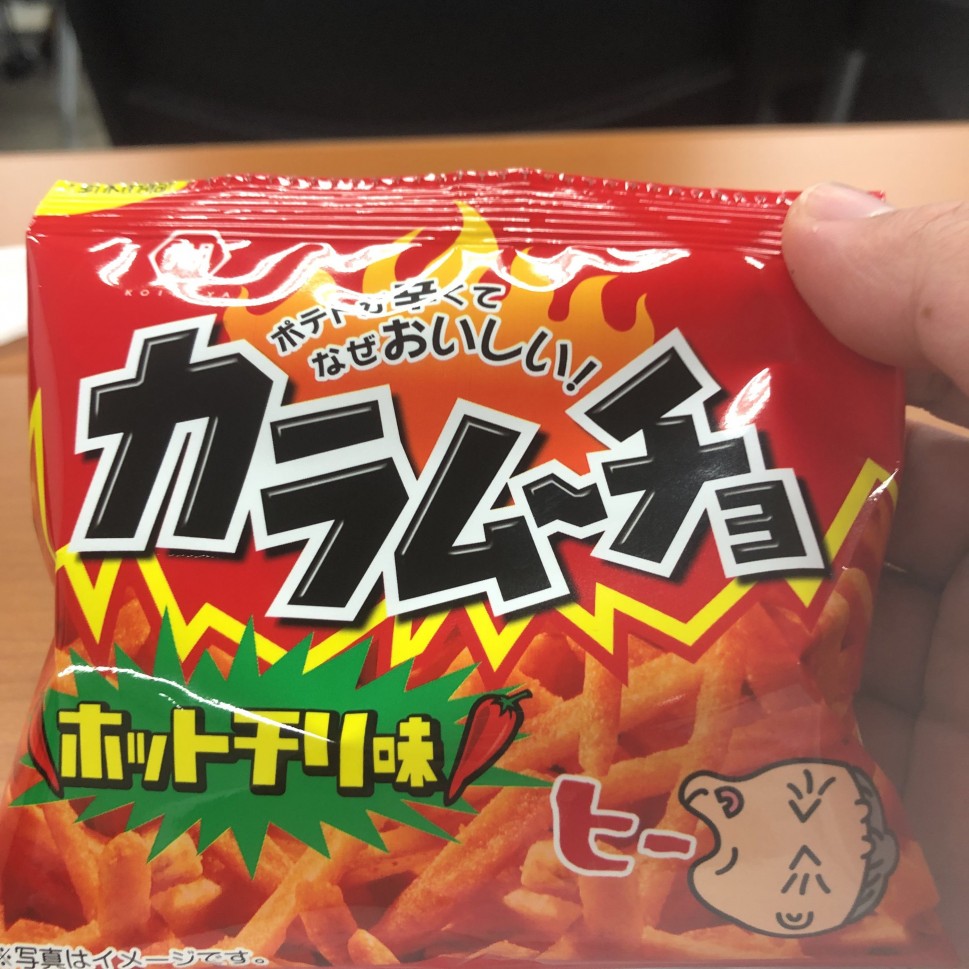 KOIKEYA
ポテトが辛くて
なぜおいしい!
カラムーチョ
ホットチリ味
ヒー
※写真はイメージです。